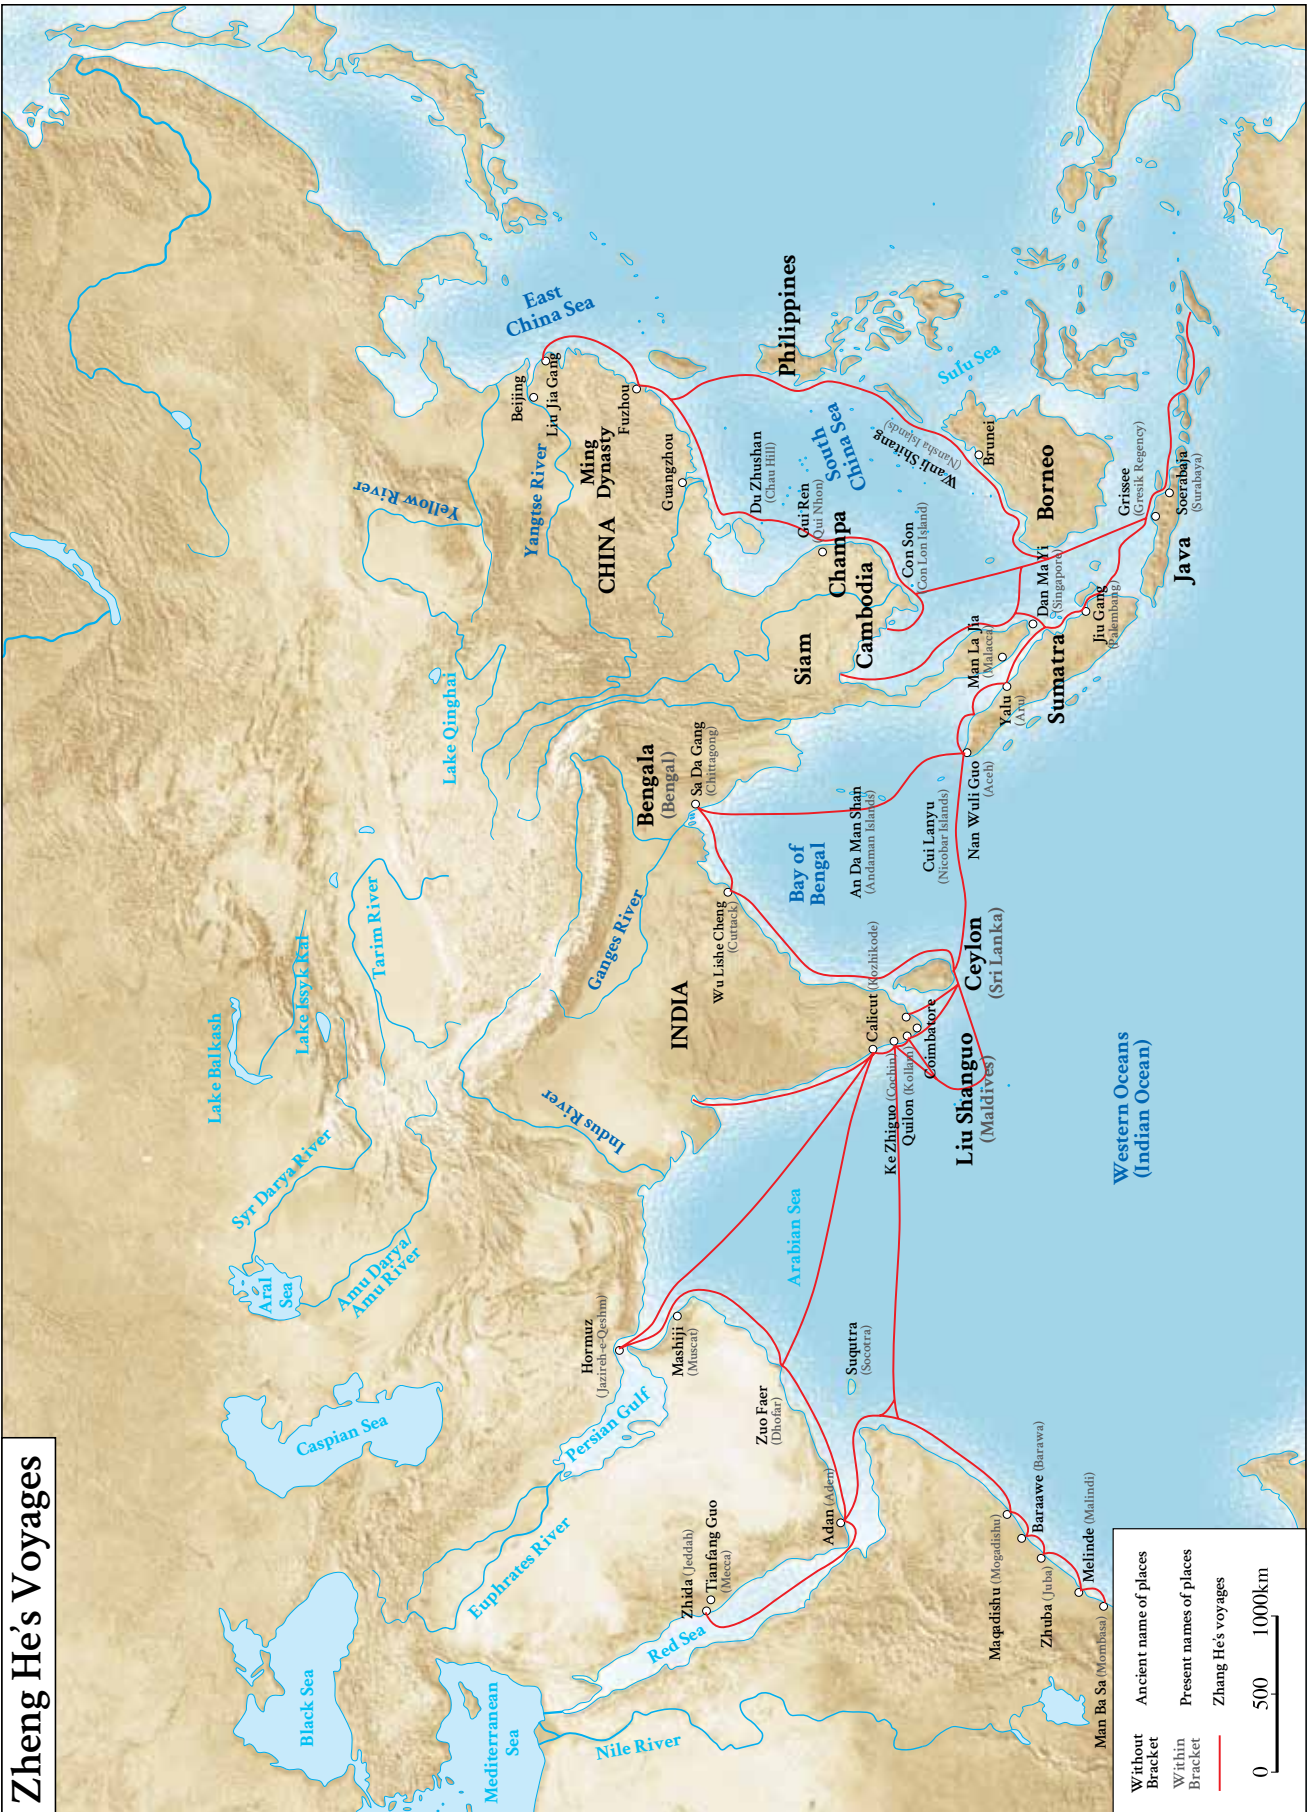 Zheng He's Voyages
Black Sea
Mediterranean
Sea
Nile River
Caspian Sea
Euphrates River
Persian Gulf
Red Sea
Zhida (Jeddah)
Tianfang Guo
(Mecca)
Adan (Aden)
Zuo Faer
(Dhofar)
Hormuz
(Jazireh-e-Qeshm)
Mashiji
(Muscat)
Suqutra
(Socotra)
Maqadishu (Mogadishu)
Baraawe (Barawa)
Zhuba (Juba)
Melinde (Malindi)
Man Ba Sa (Mombasa)
Aral
Sea
Syr Darya River
Amu Darya/
Amu River
Lake Balkash
Lake Issyk Kal
Tarim River
Indus River
Arabian Sea
INDIA
Ganges River
Calicut (Kozhikode)
Ke Zhiguo (Cochin)
Quilon (Kollam)
Coimbatore
Liu Shanguo
(Maldives)
Ceylon
(Sri Lanka)
Western Oceans
(Indian Ocean)
Wu Lishe Cheng
(Cuttack)
Bay of
Bengal
Bengala
(Bengal)
Sa Da Gang
(Chittagong)
An Da Man Shan
(Andaman Islands)
Cui Lanyu
(Nicobar Islands)
Nan Wuli Guo
(Aceh)
Lake Qinghai
Yellow River
Yangtse River
CHINA
Ming
Dynasty
Beijing
Liu Jia Gang
Fuzhou
Guangzhou
East
China Sea
Siam
Cambodia
Champa
Gui Ren
(Qui Nhon)
Du Zhushan
(Chau Hill)
Con Son
(Con Lon Island)
South
China Sea
Wanli Shitang
(Nansha Islands)
Philippines
Sulu Sea
Brunei
Borneo
Man La Jia
(Malacca)
Yalu
(Aru)
Sumatra
Dan Ma Yi
(Singapore)
Jiu Gang
(Palembang)
Java
Grissee
(Gresik Regency)
Soerabaja
(Surabaya)
Without
Bracket
Ancient name of places
Within
Bracket
Present names of places
Zhang He's voyages
0 500 1000km